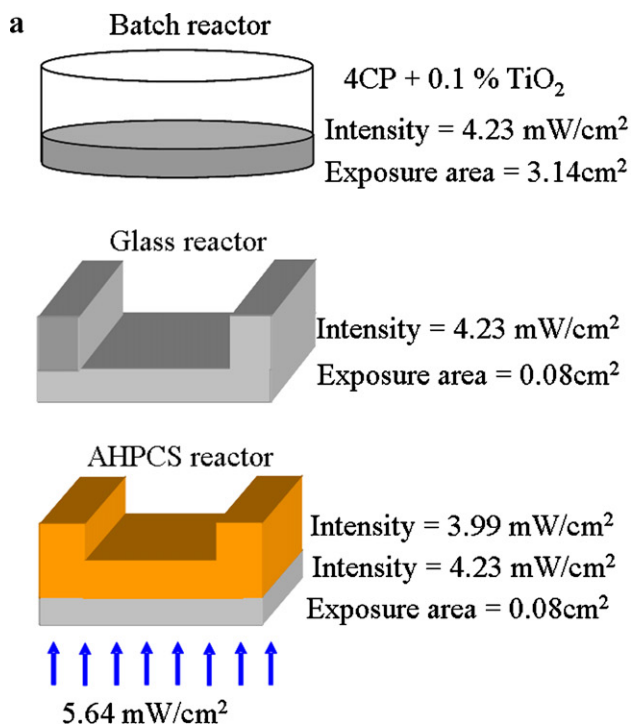 a
Batch reactor
4CP + 0.1 % TiO₂
Intensity = 4.23 mW/cm²
Exposure area = 3.14cm²
Glass reactor
Intensity = 4.23 mW/cm²
Exposure area = 0.08cm²
AHPCS reactor
Intensity = 3.99 mW/cm²
Intensity = 4.23 mW/cm²
Exposure area = 0.08cm²
5.64 mW/cm²